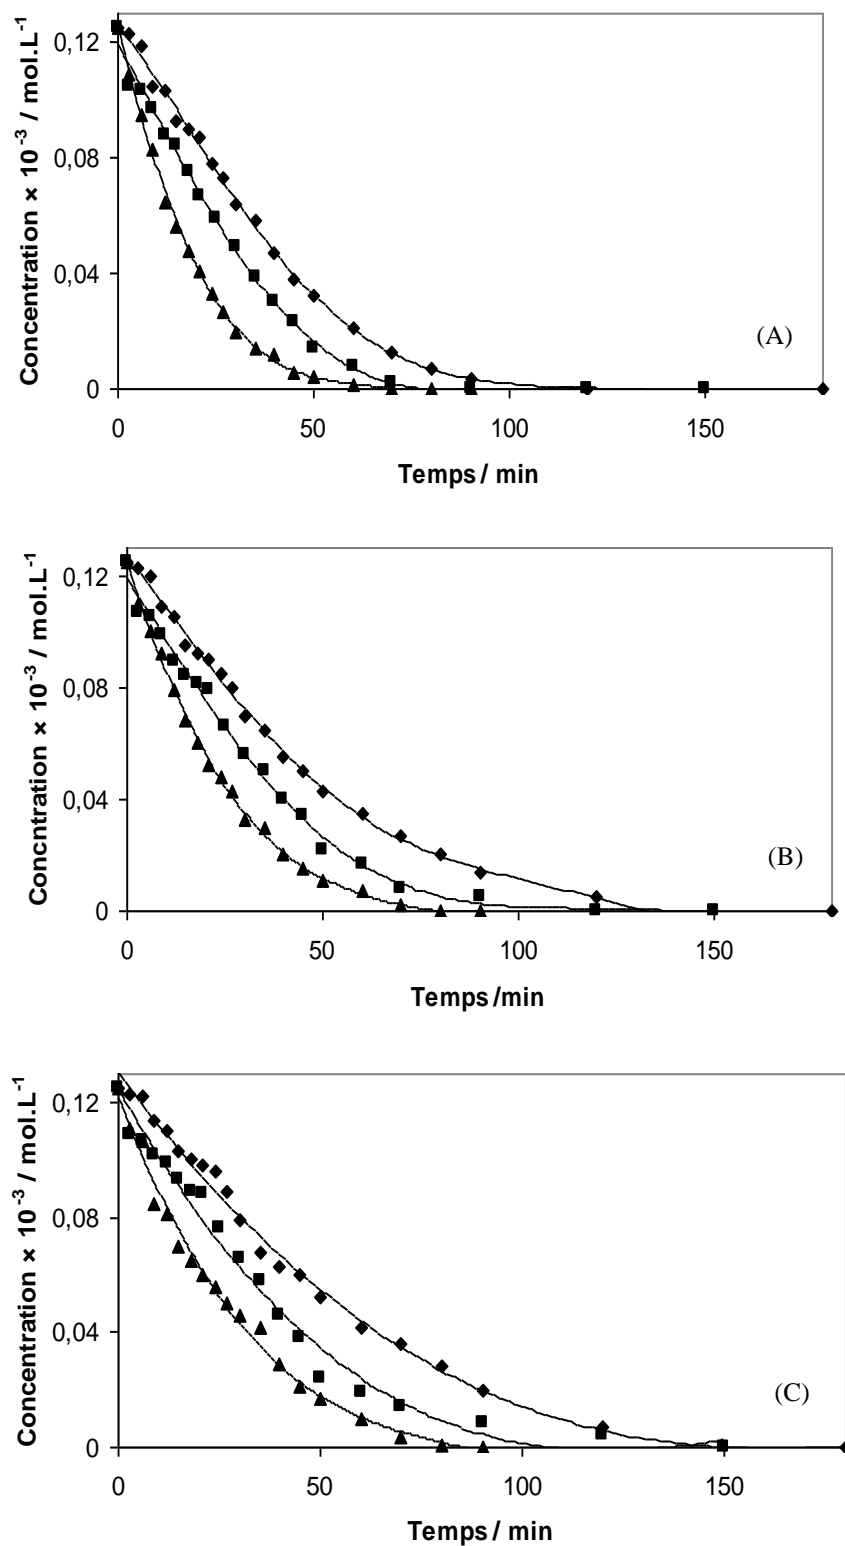 Concentration × 10⁻³ / mol.L⁻¹
0,12
0,08
0,04
0
(A)
0 50 100 150
Temps / min
Concntration × 10⁻³ / mol.L⁻¹
0,12
0,08
0,04
0
(B)
0 50 100 150
Temps /min
Concentration × 10⁻³ / mol.L⁻¹
0,12
0,08
0,04
0
(C)
0 50 100 150
Temps / min